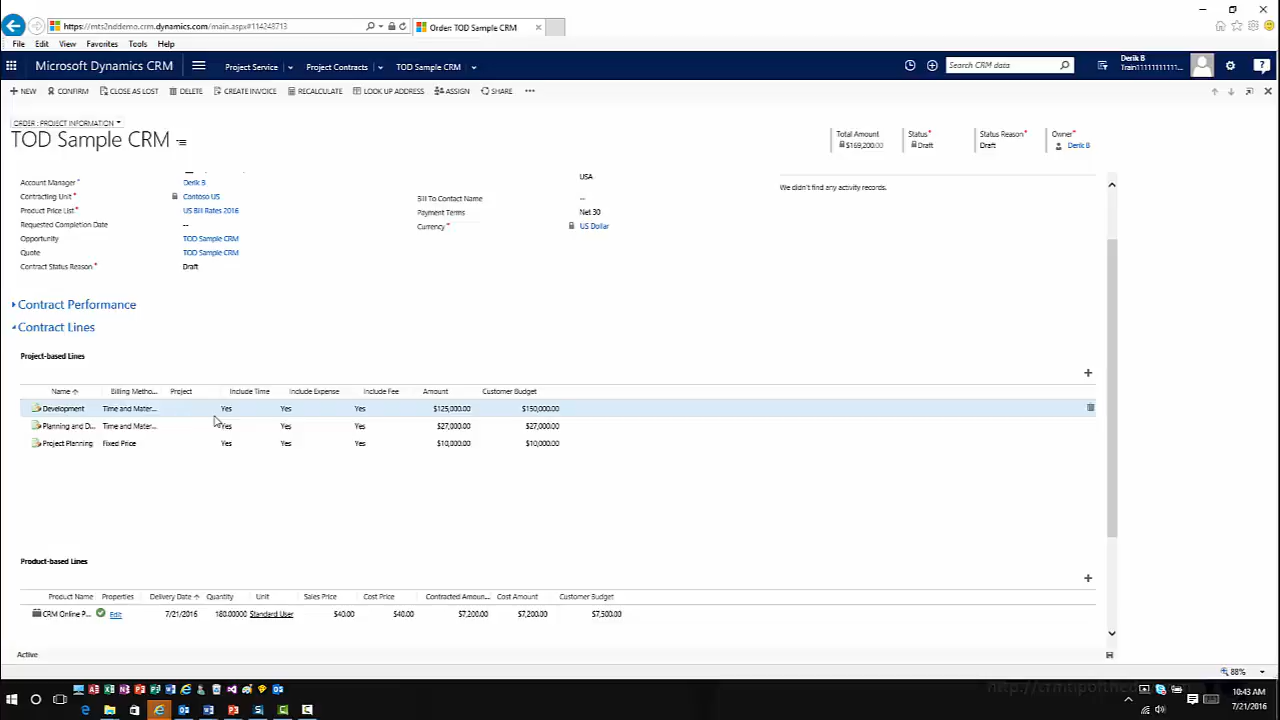 https://mts2nddemo.crm.dynamics.com/main.aspx#114243713
Order: TOD Sample CRM
File Edit View Favorites Tools Help
Microsoft Dynamics CRM
Project Service
Project Contracts
TOD Sample CRM
Search CRM data
Derik B
Train11111111111...
NEW
CONFIRM
CLOSE AS LOST
DELETE
CREATE INVOICE
RECALCULATE
LOOK UP ADDRESS
ASSIGN
SHARE
ORDER : PROJECT INFORMATION
TOD Sample CRM
Total Amount
$169,200.00
Status*
Draft
Status Reason*
Draft
Owner*
Derik B
USA
We didn't find any activity records.
Account Manager* Derik B
Contracting Unit* Contoso US
Product Price List* US Bill Rates 2016
Requested Completion Date --
Opportunity TOD Sample CRM
Quote TOD Sample CRM
Contract Status Reason* Draft
Bill To Contact Name --
Payment Terms Net 30
Currency* US Dollar
Contract Performance
Contract Lines
Project-based Lines
Name Billing Metho... Project Include Time Include Expense Include Fee Amount Customer Budget
Development Time and Mater... Yes Yes Yes $125,000.00 $150,000.00
Planning and D... Time and Mater... Yes Yes Yes $27,000.00 $27,000.00
Project Planning Fixed Price Yes Yes Yes $10,000.00 $10,000.00
Product-based Lines
Product Name Properties Delivery Date Quantity Unit Sales Price Cost Price Contracted Amoun... Cost Amount Customer Budget
CRM Online P... Edit 7/21/2016 180.00000 Standard User $40.00 $40.00 $7,200.00 $7,200.00 $7,500.00
Active
88%
10:43 AM
7/21/2016